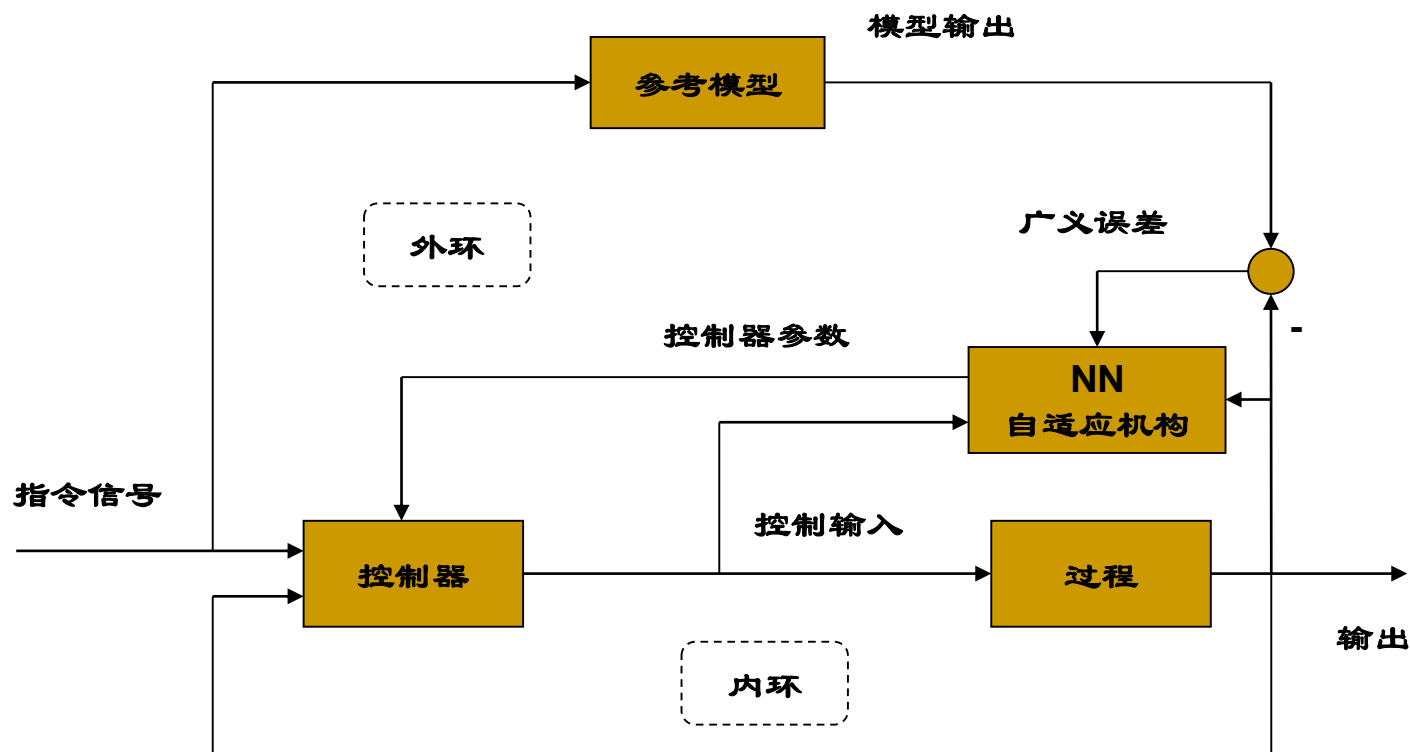 模型输出
参考模型
广义误差
外环
控制器参数
-
NN
自适应机构
指令信号
控制输入
控制器
过程
输出
内环